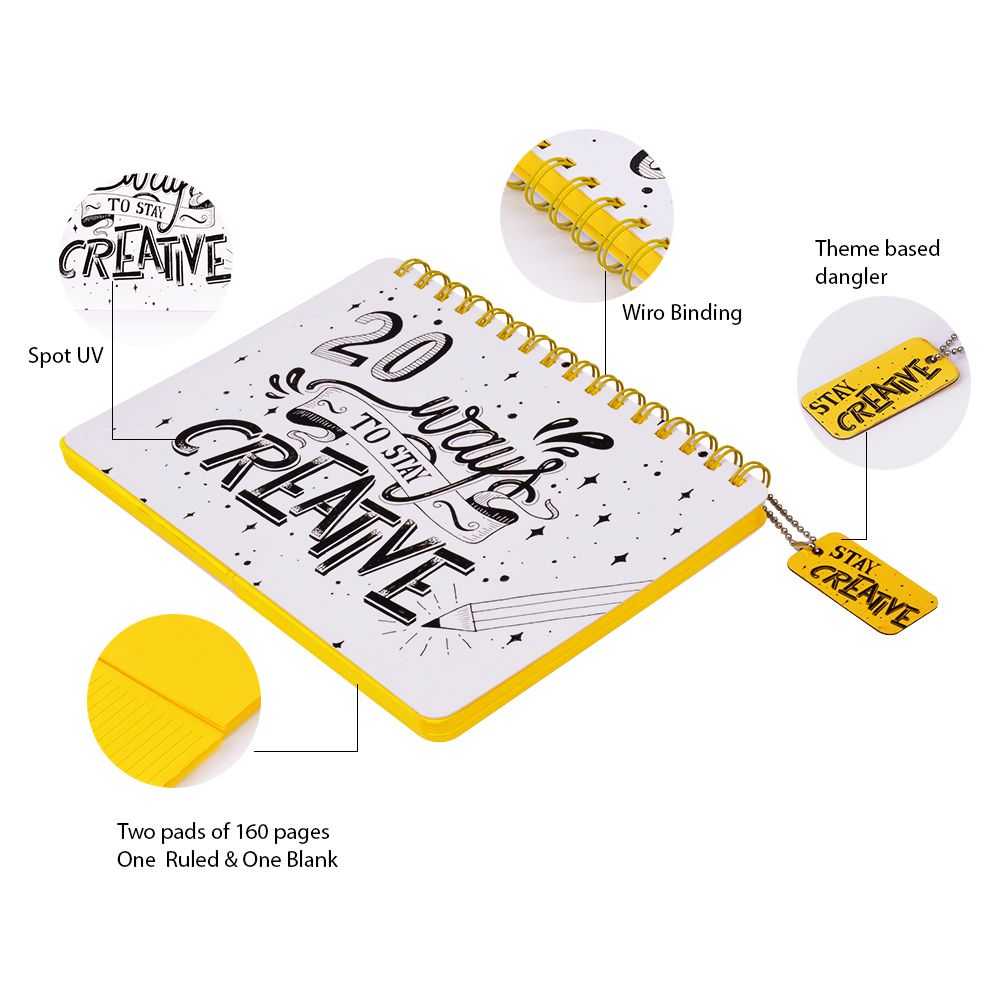 ways
TO STAY
CREATIVE
Spot UV
Wiro Binding
Theme based
dangler
STAY
CREATIVE
20
ways
TO STAY
CREATIVE
STAY
CREATIVE
Two pads of 160 pages
One  Ruled & One Blank